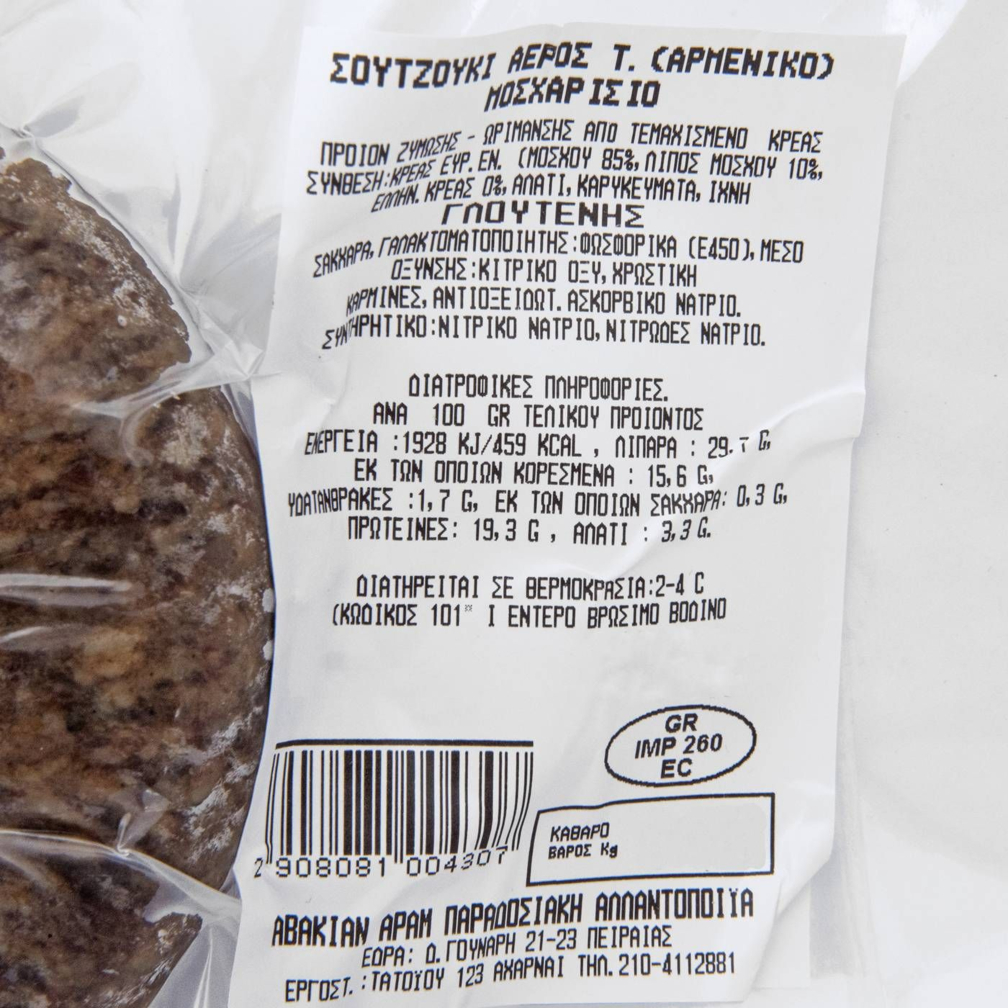 ΣΟΥΤΖΟΥΚΙ ΑΕΡΟΣ Τ. (ΑΡΜΕΝΙΚΟ)
ΜΟΣΧΑΡΙΣΙΟ
ΠΡΟΙΟΝ ΖΥΜΩΣΗΣ - ΩΡΙΜΑΝΣΗΣ ΑΠΟ ΤΕΜΑΧΙΣΜΕΝΟ ΚΡΕΑΣ
ΣΥΝΘΕΣΗ:ΚΡΕΑΣ ΕΥΡ.ΕΝ. (ΜΟΣΧΟΥ 85%, ΛΙΠΟΣ ΜΟΣΧΟΥ 10%,
ΕΛΛΗΝ. ΚΡΕΑΣ 0%, ΑΛΑΤΙ, ΚΑΡΥΚΕΥΜΑΤΑ, ΙΧΝΗ
ΓΛΟΥΤΕΝΗΣ
ΣΑΚΧΑΡΑ, ΓΑΛΑΚΤΟΜΑΤΟΠΟΙΗΤΗΣ:ΦΩΣΦΟΡΙΚΑ (Ε450), ΜΕΣΟ
ΟΞΥΝΣΗΣ:ΚΙΤΡΙΚΟ ΟΞΥ, ΧΡΩΣΤΙΚΗ
ΚΑΡΜΙΝΕΣ, ΑΝΤΙΟΞΕΙΔΩΤ. ΑΣΚΟΡΒΙΚΟ ΝΑΤΡΙΟ.
ΣΥΝΤΗΡΗΤΙΚΟ:ΝΙΤΡΙΚΟ ΝΑΤΡΙΟ, ΝΙΤΡΩΔΕΣ ΝΑΤΡΙΟ.
ΔΙΑΤΡΟΦΙΚΕΣ ΠΛΗΡΟΦΟΡΙΕΣ.
ΑΝΑ 100 GR ΤΕΛΙΚΟΥ ΠΡΟΙΟΝΤΟΣ
ΕΝΕΡΓΕΙΑ :1928 KJ/459 KCAL , ΛΙΠΑΡΑ : G,
ΕΚ ΤΩΝ ΟΠΟΙΩΝ ΚΟΡΕΣΜΕΝΑ : 15,6 G,
ΥΔΑΤΑΝΘΡΑΚΕΣ :1,7 G, ΕΚ ΤΩΝ ΟΠΟΙΩΝ ΣΑΚΧΑΡΑ: 0,3 G,
ΠΡΩΤΕΙΝΕΣ: 19,3 G , ΑΛΑΤΙ : 3,3 G.
ΔΙΑΤΗΡΕΙΤΑΙ ΣΕ ΘΕΡΜΟΚΡΑΣΙΑ:2-4 C
(ΚΩΔΙΚΟΣ 101* Ι ΕΝΤΕΡΟ ΒΡΩΣΙΜΟ ΒΟΔΙΝΟ
GR
IMP 260
EC
2 908081 004307
ΚΑΘΑΡΟ
ΒΑΡΟΣ Kg
ΑΒΑΚΙΑΝ ΑΡΑΜ ΠΑΡΑΔΟΣΙΑΚΗ ΑΛΛΑΝΤΟΠΟΙΪΑ
ΕΔΡΑ: Δ.ΓΟΥΝΑΡΗ 21-23 ΠΕΙΡΑΙΑΣ
ΕΡΓΟΣΤ. :ΤΑΤΟΪΟΥ 123 ΑΧΑΡΝΑΙ ΤΗΛ. 210-4112881